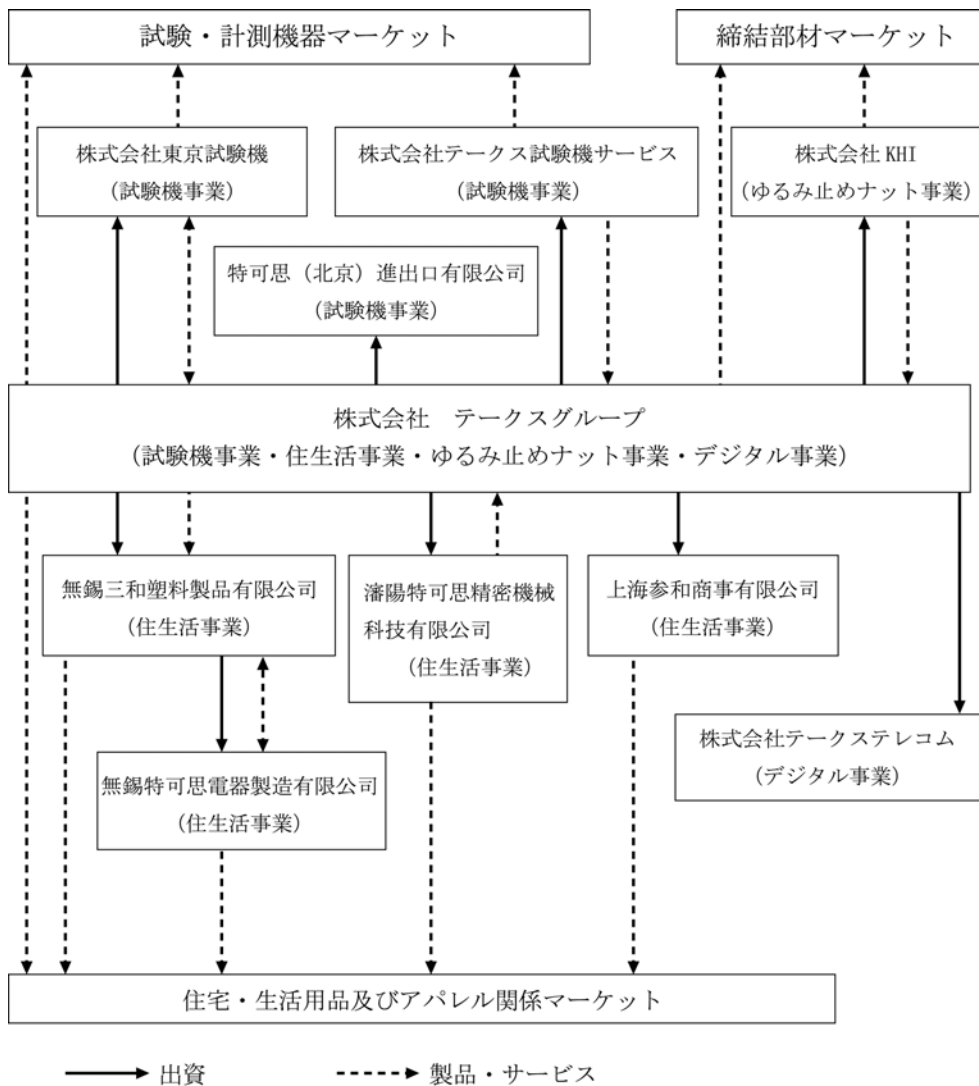 試験・計測機器マーケット
締結部材マーケット
株式会社東京試験機
(試験機事業)
株式会社テークス試験機サービス
(試験機事業)
株式会社 KHI
(ゆるみ止めナット事業)
特可思（北京）進出口有限公司
(試験機事業)
株式会社　テークスグループ
(試験機事業・住生活事業・ゆるみ止めナット事業・デジタル事業)
無錫三和塑料製品有限公司
(住生活事業)
瀋陽特可思精密機械
科技有限公司
(住生活事業)
上海参和商事有限公司
(住生活事業)
株式会社テークステレコム
(デジタル事業)
無錫特可思電器製造有限公司
(住生活事業)
住宅・生活用品及びアパレル関係マーケット
出資
製品・サービス